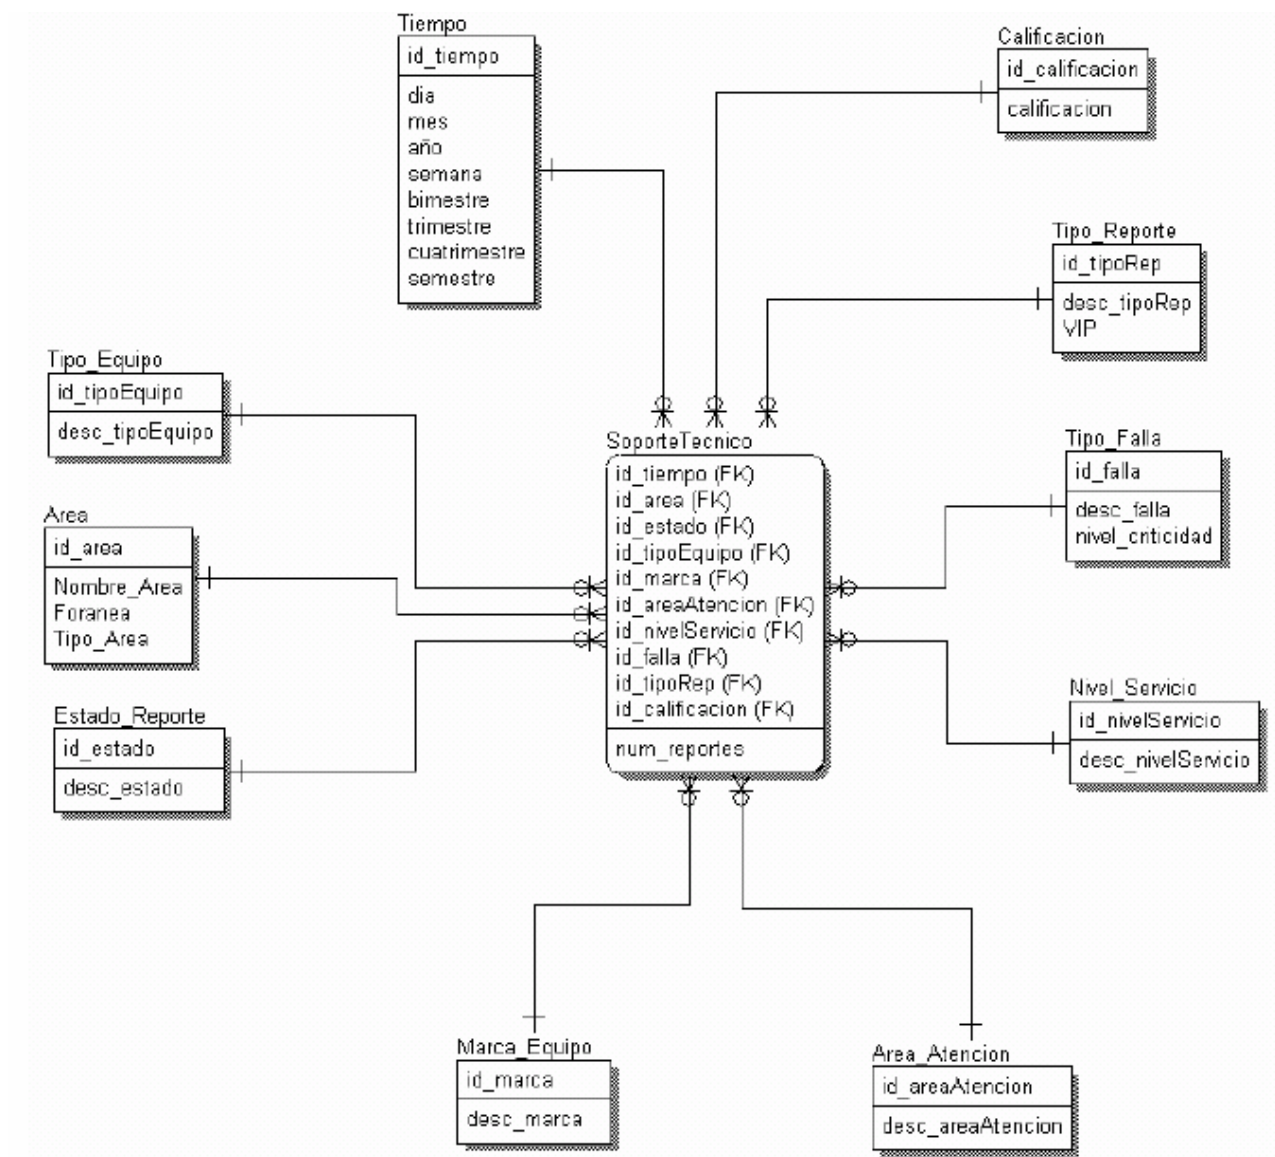 Tiempo
id_tiempo
dia
mes
año
semana
bimestre
trimestre
cuatrimestre
semestre
Calificacion
id_calificacion
calificacion
Tipo_Reporte
id_tipoRep
desc_tipoRep
VIP
Tipo_Equipo
id_tipoEquipo
desc_tipoEquipo
SoporteTecnico
id_tiempo (FK)
id_area (FK)
id_estado (FK)
id_tipoEquipo (FK)
id_marca (FK)
id_areaAtencion (FK)
id_nivelServicio (FK)
id_falla (FK)
id_tipoRep (FK)
id_calificacion (FK)
num_reportes
Tipo_Falla
id_falla
desc_falla
nivel_criticidad
Area
id_area
Nombre_Area
Foranea
Tipo_Area
Nivel_Servicio
id_nivelServicio
desc_nivelServicio
Estado_Reporte
id_estado
desc_estado
Marca_Equipo
id_marca
desc_marca
Area_Atencion
id_areaAtencion
desc_areaAtencion